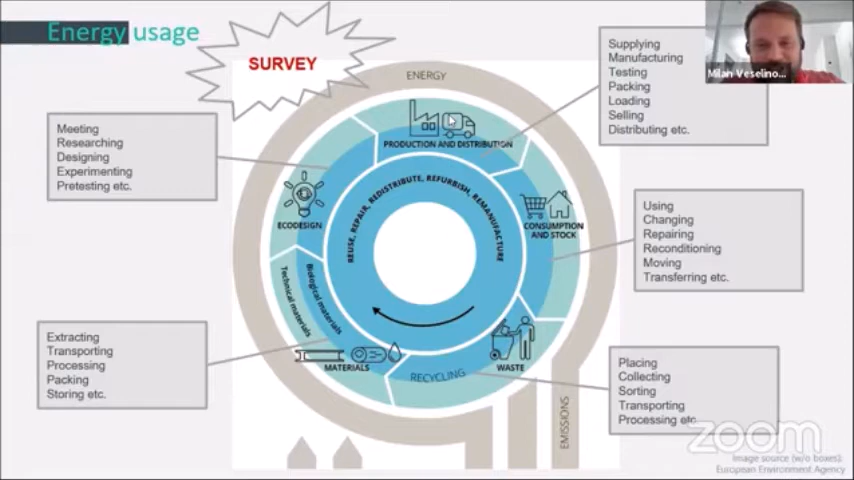 Energy usage
SURVEY
ENERGY
Supplying
Manufacturing
Testing
Packing
Loading
Selling
Distributing etc.
Milan Veselino...
Meeting
Researching
Designing
Experimenting
Pretesting etc.
PRODUCTION AND DISTRIBUTION
REUSE, REPAIR, REDISTRIBUTE, REFURBISH, REMANUFACTURE
ECODESIGN
CONSUMPTION
AND STOCK
Using
Changing
Repairing
Reconditioning
Moving
Transferring etc.
Technical materials
Biological materials
Extracting
Transporting
Processing
Packing
Storing etc.
MATERIALS
RECYCLING
WASTE
EMISSIONS
Placing
Collecting
Sorting
Transporting
Processing etc.
zoom
Image source (w/o boxes):
European Environment Agency